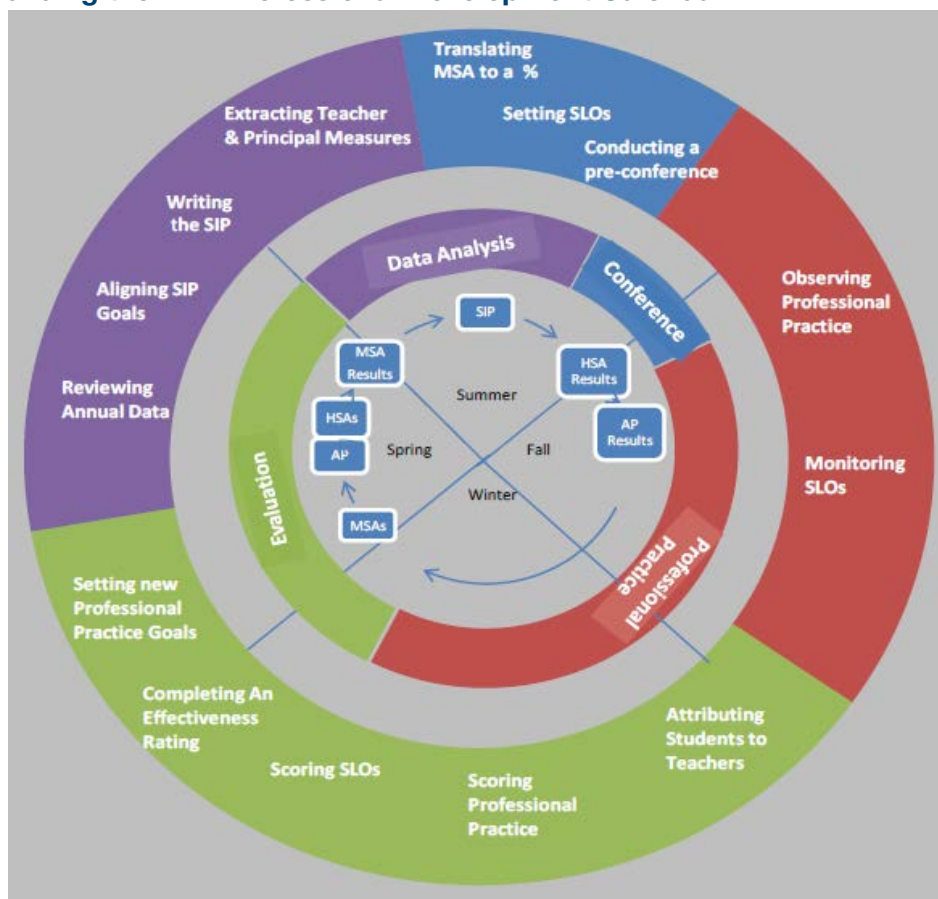 Translating
MSA to a %
Setting SLOs
Conducting a
pre-conference
Extracting Teacher
& Principal Measures
Writing
the SIP
Aligning SIP
Goals
Reviewing
Annual Data
Observing
Professional
Practice
Monitoring
SLOs
Data Analysis
Conference
Professional
Practice
Evaluation
SIP
MSA
Results
HSA
Results
HSAs
AP
AP
Results
MSAs
Summer
Spring
Fall
Winter
Setting new
Professional
Practice Goals
Completing An
Effectiveness
Rating
Scoring SLOs
Scoring
Professional
Practice
Attributing
Students to
Teachers